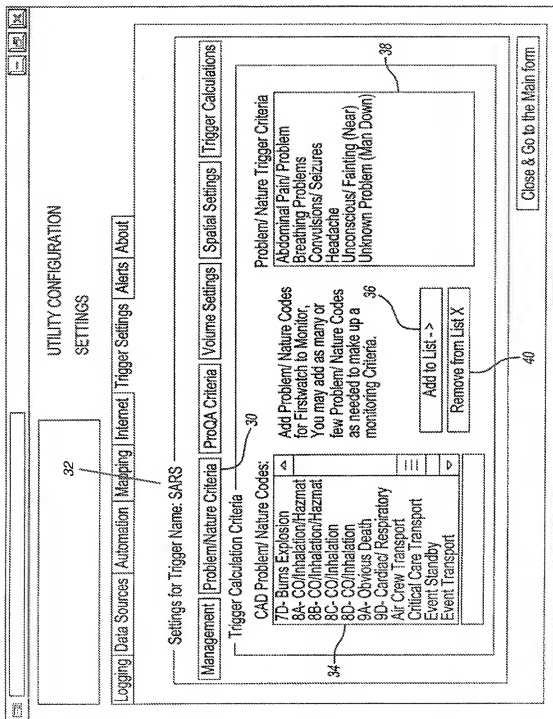 UTILITY CONFIGURATION
SETTINGS
32
Logging Data Sources Automation Mapping Internet Trigger Settings Alerts About
Settings for Trigger Name: SARS
Management Problem/Nature Criteria ProQA Criteria Volume Settings Spatial Settings Trigger Calculations
30
Trigger Calculation Criteria
CAD Problem/ Nature Codes:
7D- Burns Explosion
8A- CO/Inhalation/Hazmat
8B- CO/Inhalation/Hazmat
8C- CO/Inhalation
8D- CO/Inhalation
9A- Obvious Death
9D- Cardiac/ Respiratory
Air Crew Transport
Critical Care Transport
Event Standby
Event Transport
34
Add Problem/ Nature Codes
for Firstwatch to Monitor,
You may add as many or
few Problem/ Nature Codes
as needed to make up a
monitoring Criteria.
36
Add to List ->
Remove from List X
40
Problem/ Nature Trigger Criteria
Abdominal Pain/ Problem
Breathing Problems
Convulsions/ Seizures
Headache
Unconscious/ Fainting (Near)
Unknown Problem (Man Down)
38
Close & Go to the Main form